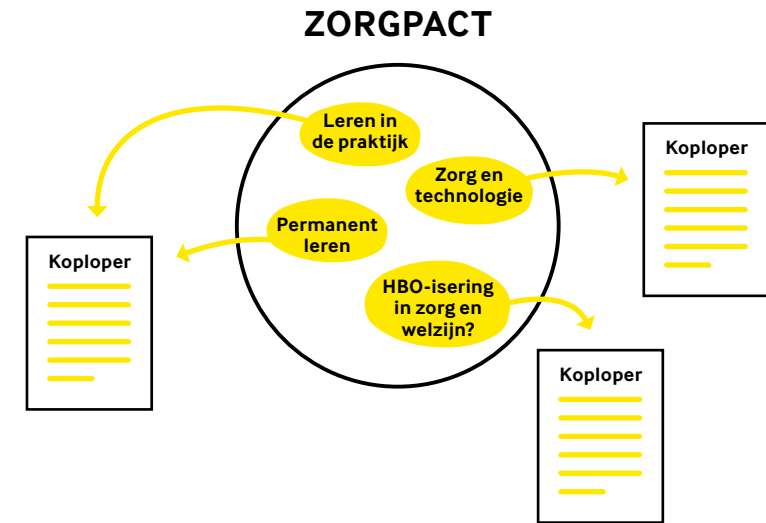 ZORGPACT
Leren in
de praktijk
Zorg en
technologie
Permanent
leren
HBO-isering
in zorg en
welzijn?
Koploper
Koploper
Koploper